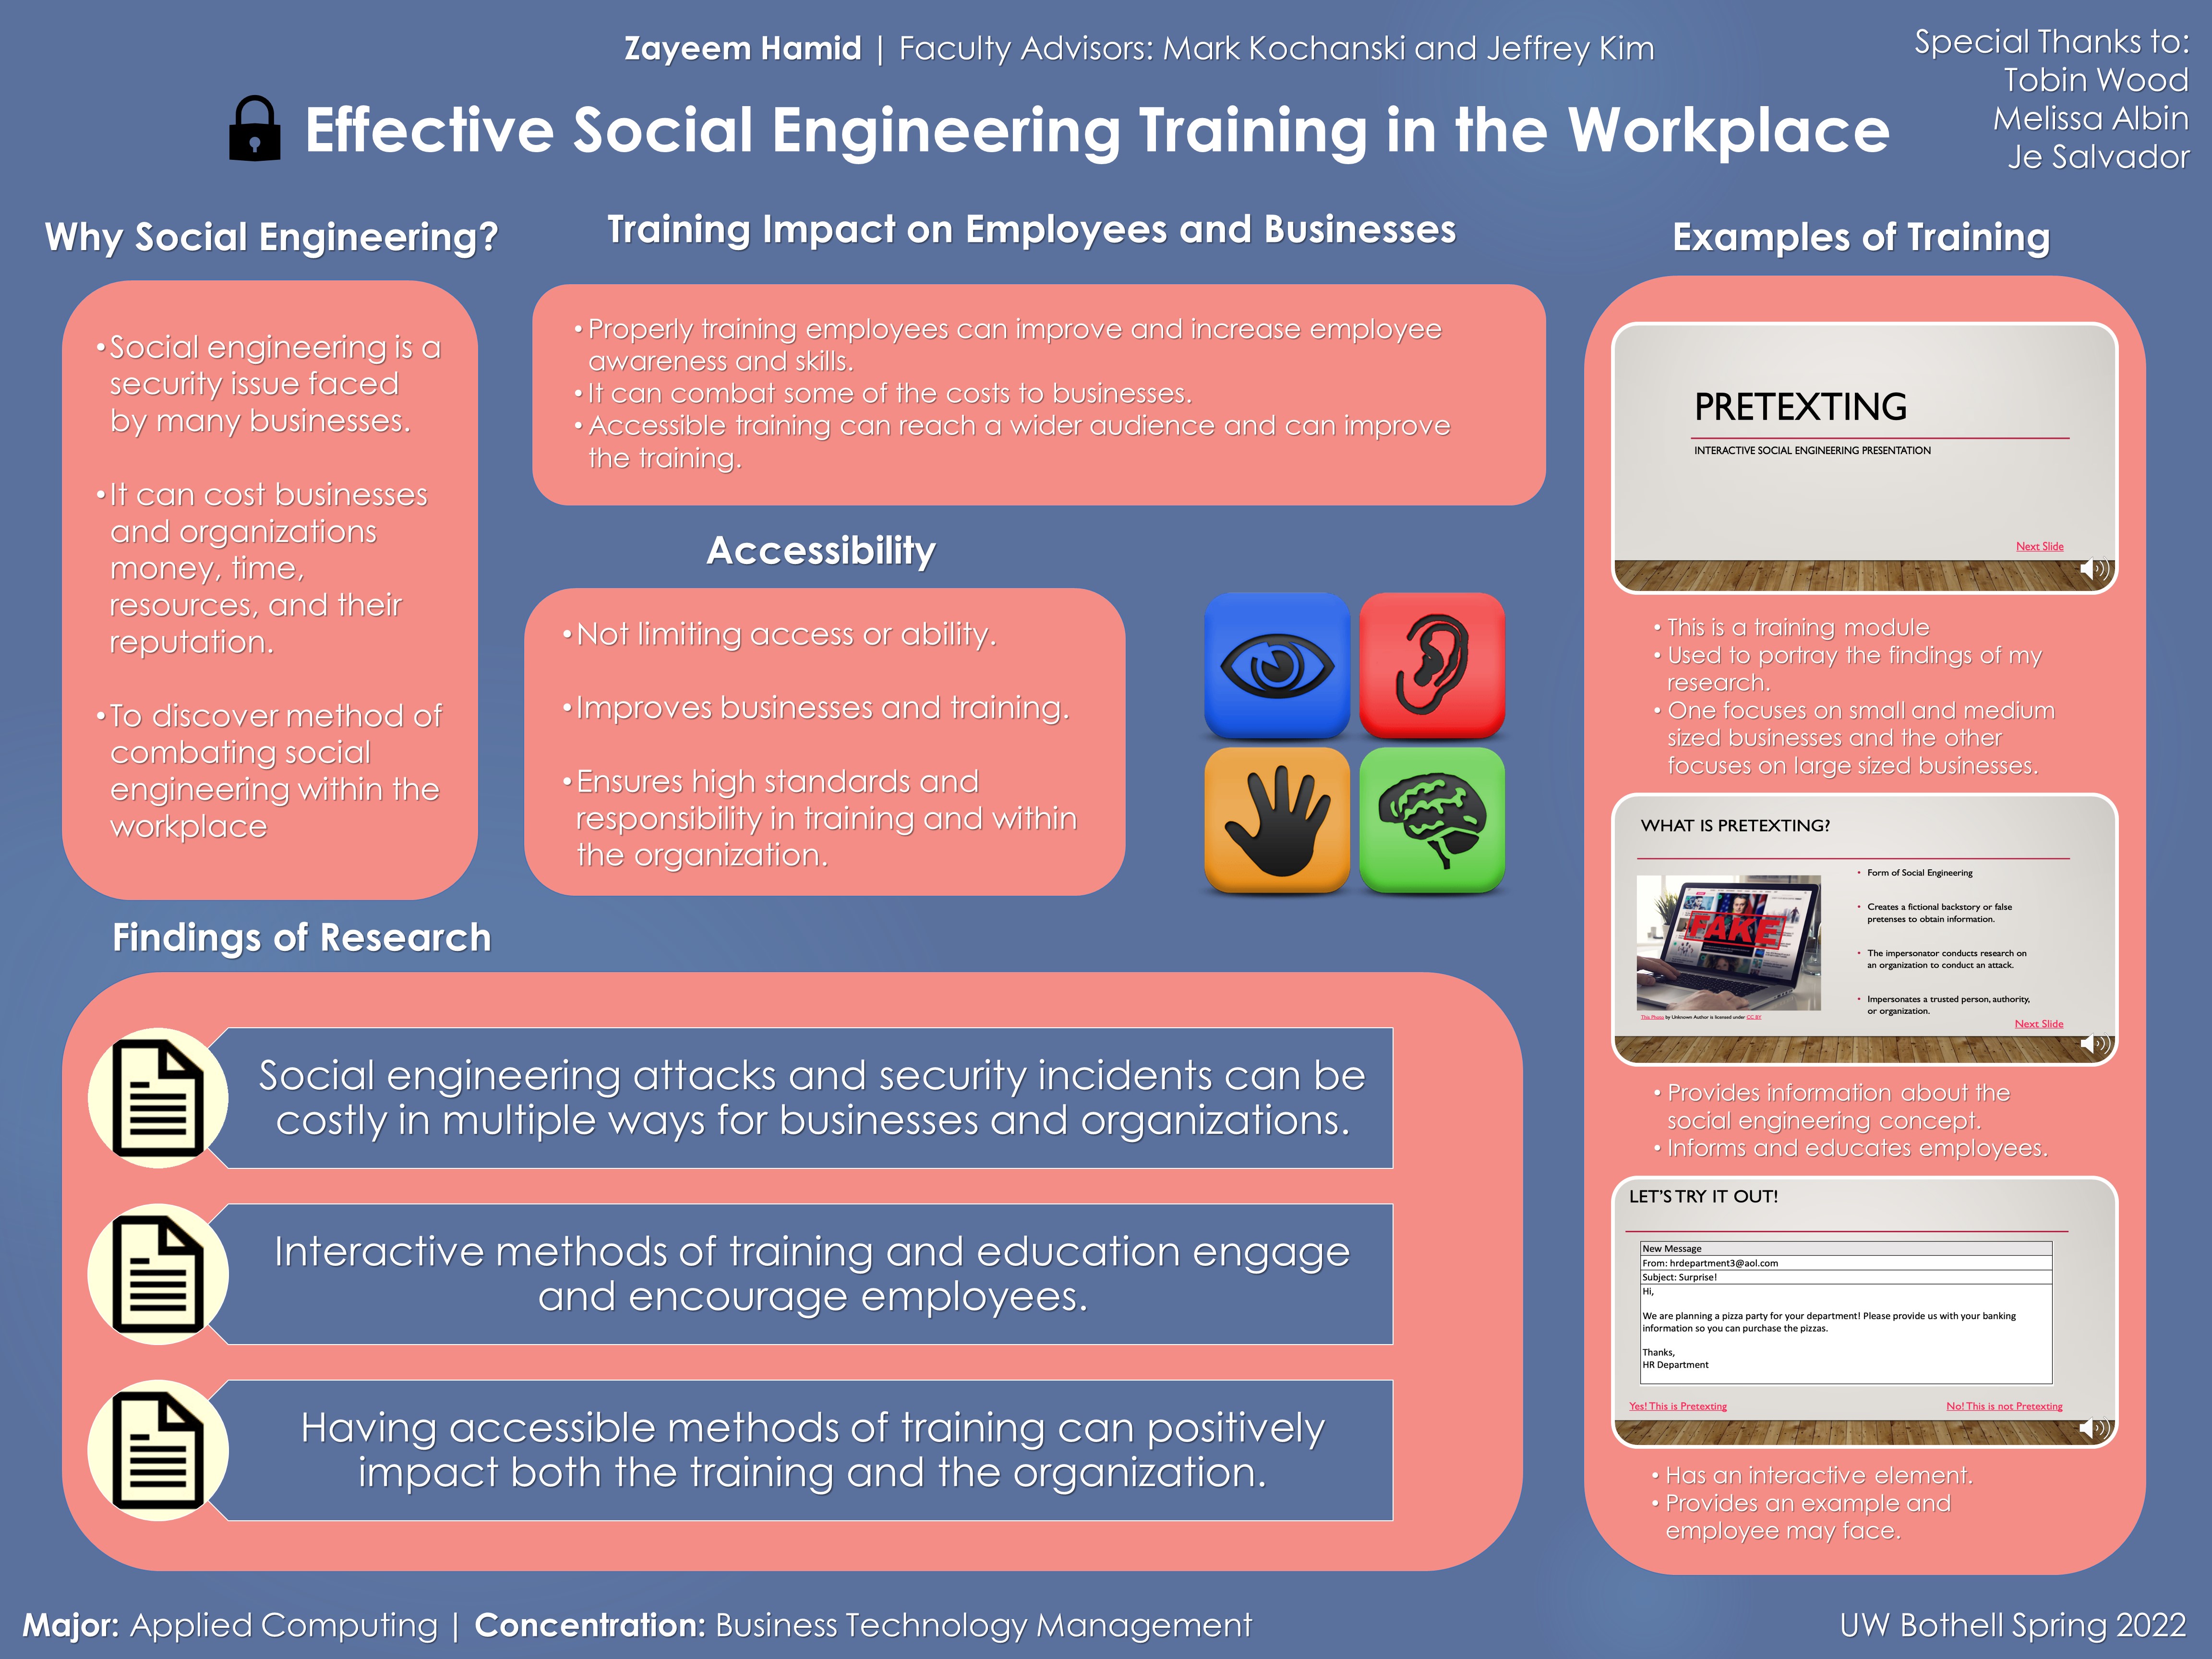 Zayeem Hamid | Faculty Advisors: Mark Kochanski and Jeffrey Kim
Special Thanks to:
Tobin Wood
Melissa Albin
Je Salvador
Effective Social Engineering Training in the Workplace
Why Social Engineering?
•Social engineering is a
security issue faced
by many businesses.
•It can cost businesses
and organizations
money, time,
resources, and their
reputation.
•To discover method of
combating social
engineering within the
workplace
Training Impact on Employees and Businesses
• Properly training employees can improve and increase employee
awareness and skills.
• It can combat some of the costs to businesses.
• Accessible training can reach a wider audience and can improve
the training.
Accessibility
•Not limiting access or ability.
•Improves businesses and training.
•Ensures high standards and
responsibility in training and within
the organization.
Findings of Research
Social engineering attacks and security incidents can be
costly in multiple ways for businesses and organizations.
Interactive methods of training and education engage
and encourage employees.
Having accessible methods of training can positively
impact both the training and the organization.
Examples of Training
PRETEXTING
INTERACTIVE SOCIAL ENGINEERING PRESENTATION
Next Slide
• This is a training module
• Used to portray the findings of my
research.
• One focuses on small and medium
sized businesses and the other
focuses on large sized businesses.
WHAT IS PRETEXTING?
FAKE
This Photo by Unknown Author is licensed under CC BY
• Form of Social Engineering
• Creates a fictional backstory or false
pretenses to obtain information.
• The impersonator conducts research on
an organization to conduct an attack.
• Impersonates a trusted person, authority,
or organization.
Next Slide
• Provides information about the
social engineering concept.
• Informs and educates employees.
LET'S TRY IT OUT!
New Message
From: hrdepartment3@aol.com
Subject: Surprise!
Hi,
We are planning a pizza party for your department! Please provide us with your banking
information so you can purchase the pizzas.
Thanks,
HR Department
Yes! This is Pretexting
No! This is not Pretexting
• Has an interactive element.
• Provides an example and
employee may face.
Major: Applied Computing | Concentration: Business Technology Management
UW Bothell Spring 2022